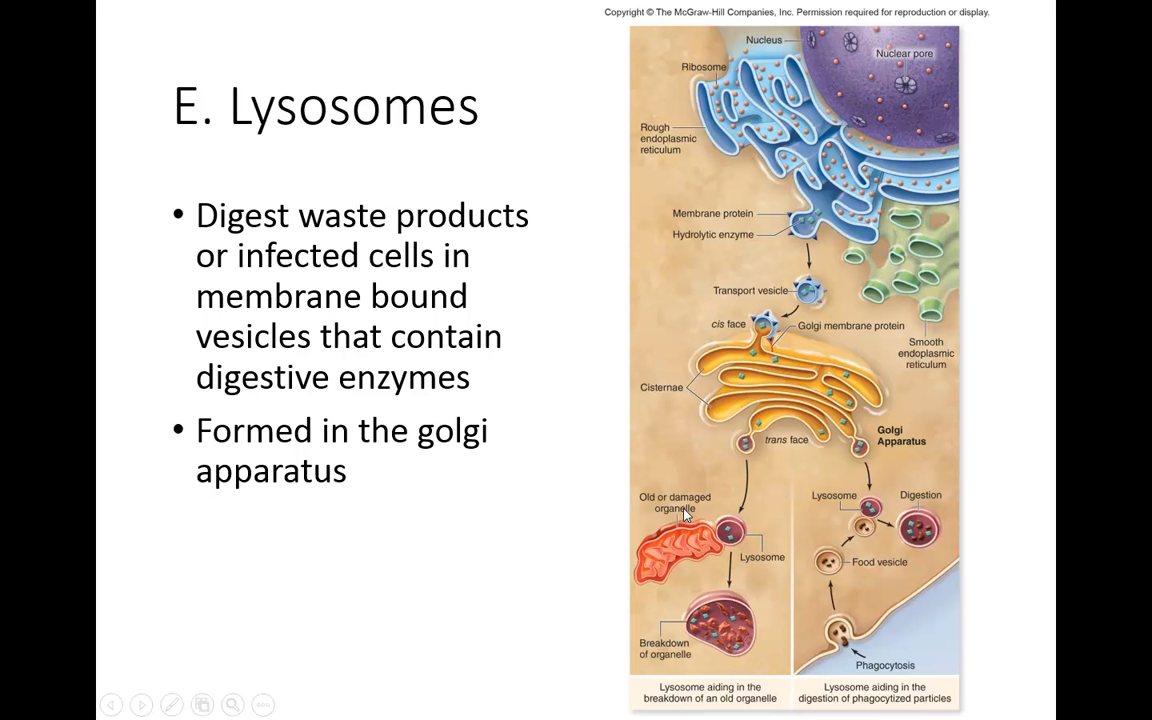 Copyright © The McGraw-Hill Companies, Inc. Permission required for reproduction or display.
E. Lysosomes
• Digest waste products
or infected cells in
membrane bound
vesicles that contain
digestive enzymes
• Formed in the golgi
apparatus
Nucleus
Nuclear pore
Ribosome
Rough
endoplasmic
reticulum
Membrane protein
Hydrolytic enzyme
Transport vesicle
cis face
Golgi membrane protein
Smooth
endoplasmic
reticulum
Cisternae
trans face
Golgi
Apparatus
Old or damaged
organelle
Lysosome
Breakdown
of organelle
Lysosome
Digestion
Food vesicle
Phagocytosis
Lysosome aiding in the
breakdown of an old organelle
Lysosome aiding in the
digestion of phagocytized particles